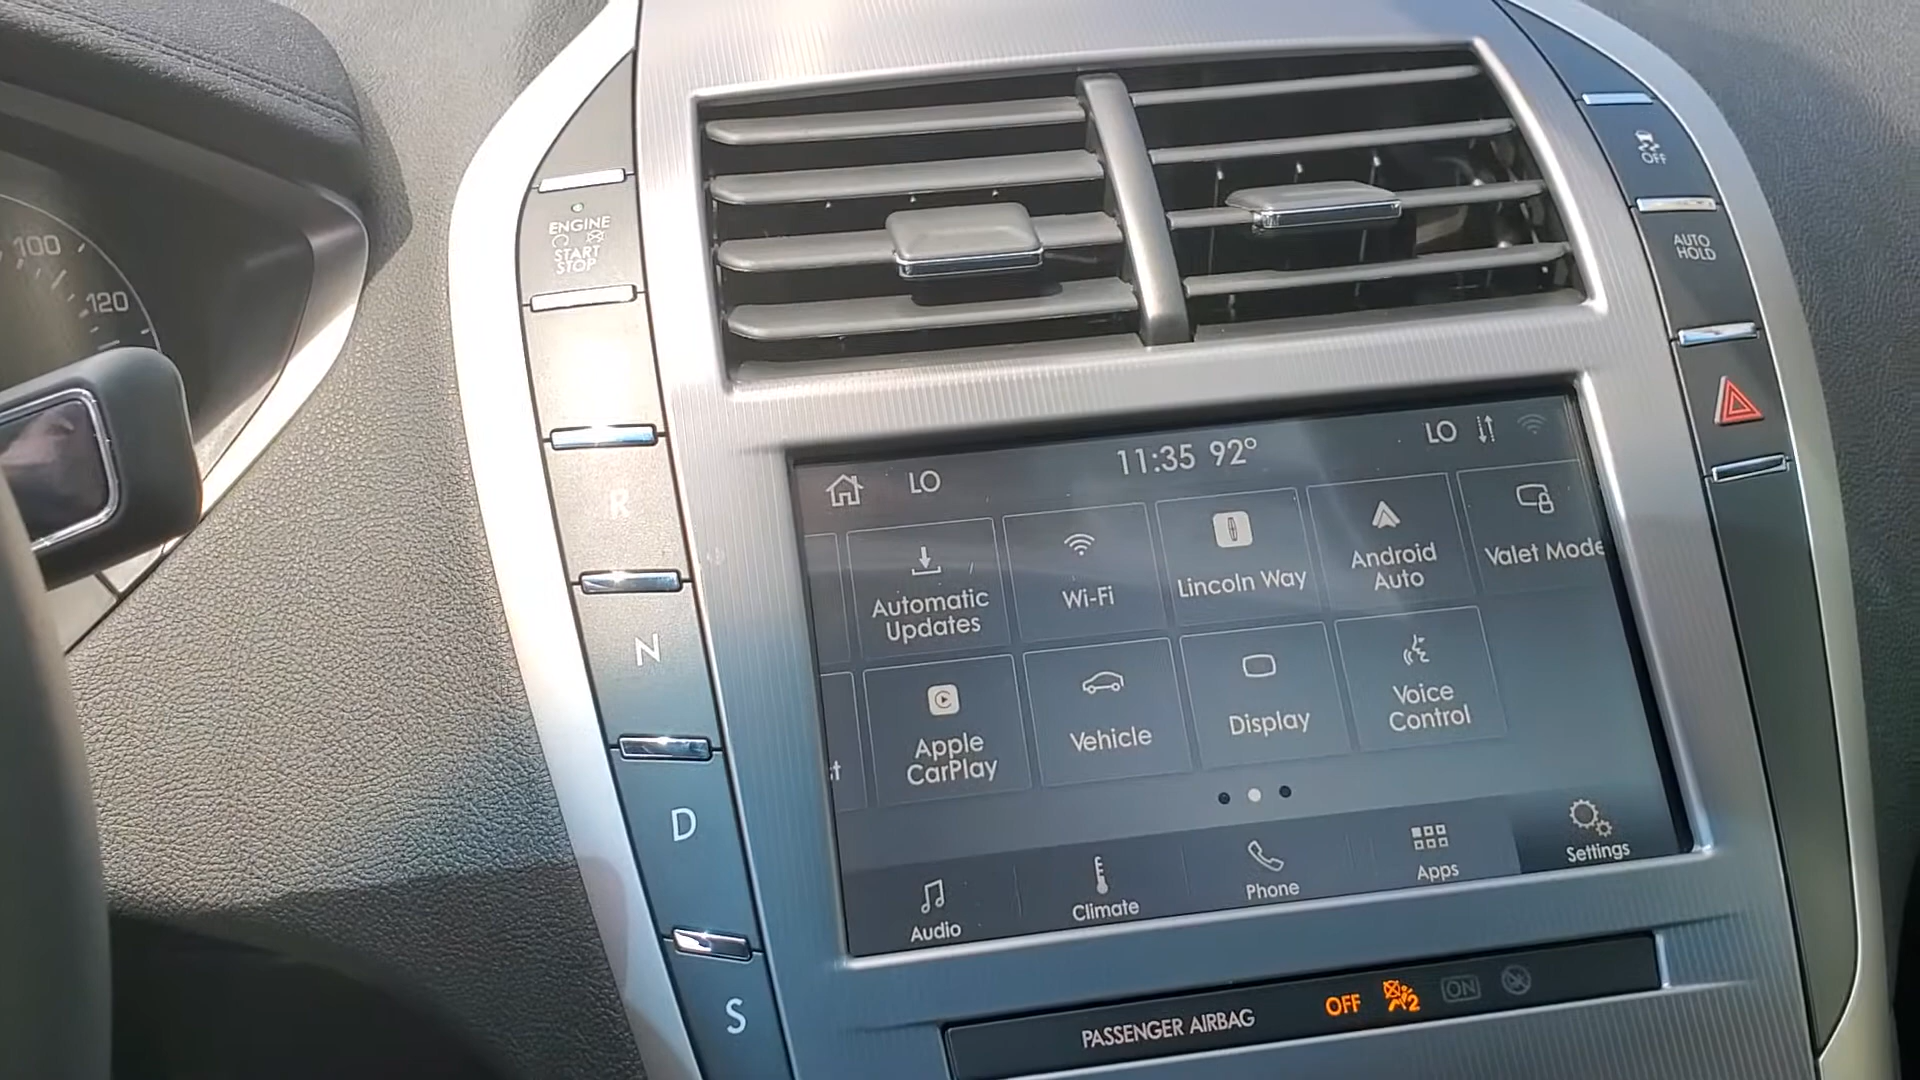 100
120
ENGINE
START
STOP
R
N
D
S
OFF
AUTO
HOLD
LO
11:35 92°
LO
Automatic
Updates
Wi-Fi
Lincoln Way
Android
Auto
Valet Mode
t
Apple
CarPlay
Vehicle
Display
Voice
Control
Audio
Climate
Phone
Apps
Settings
PASSENGER AIRBAG
OFF
2
ON